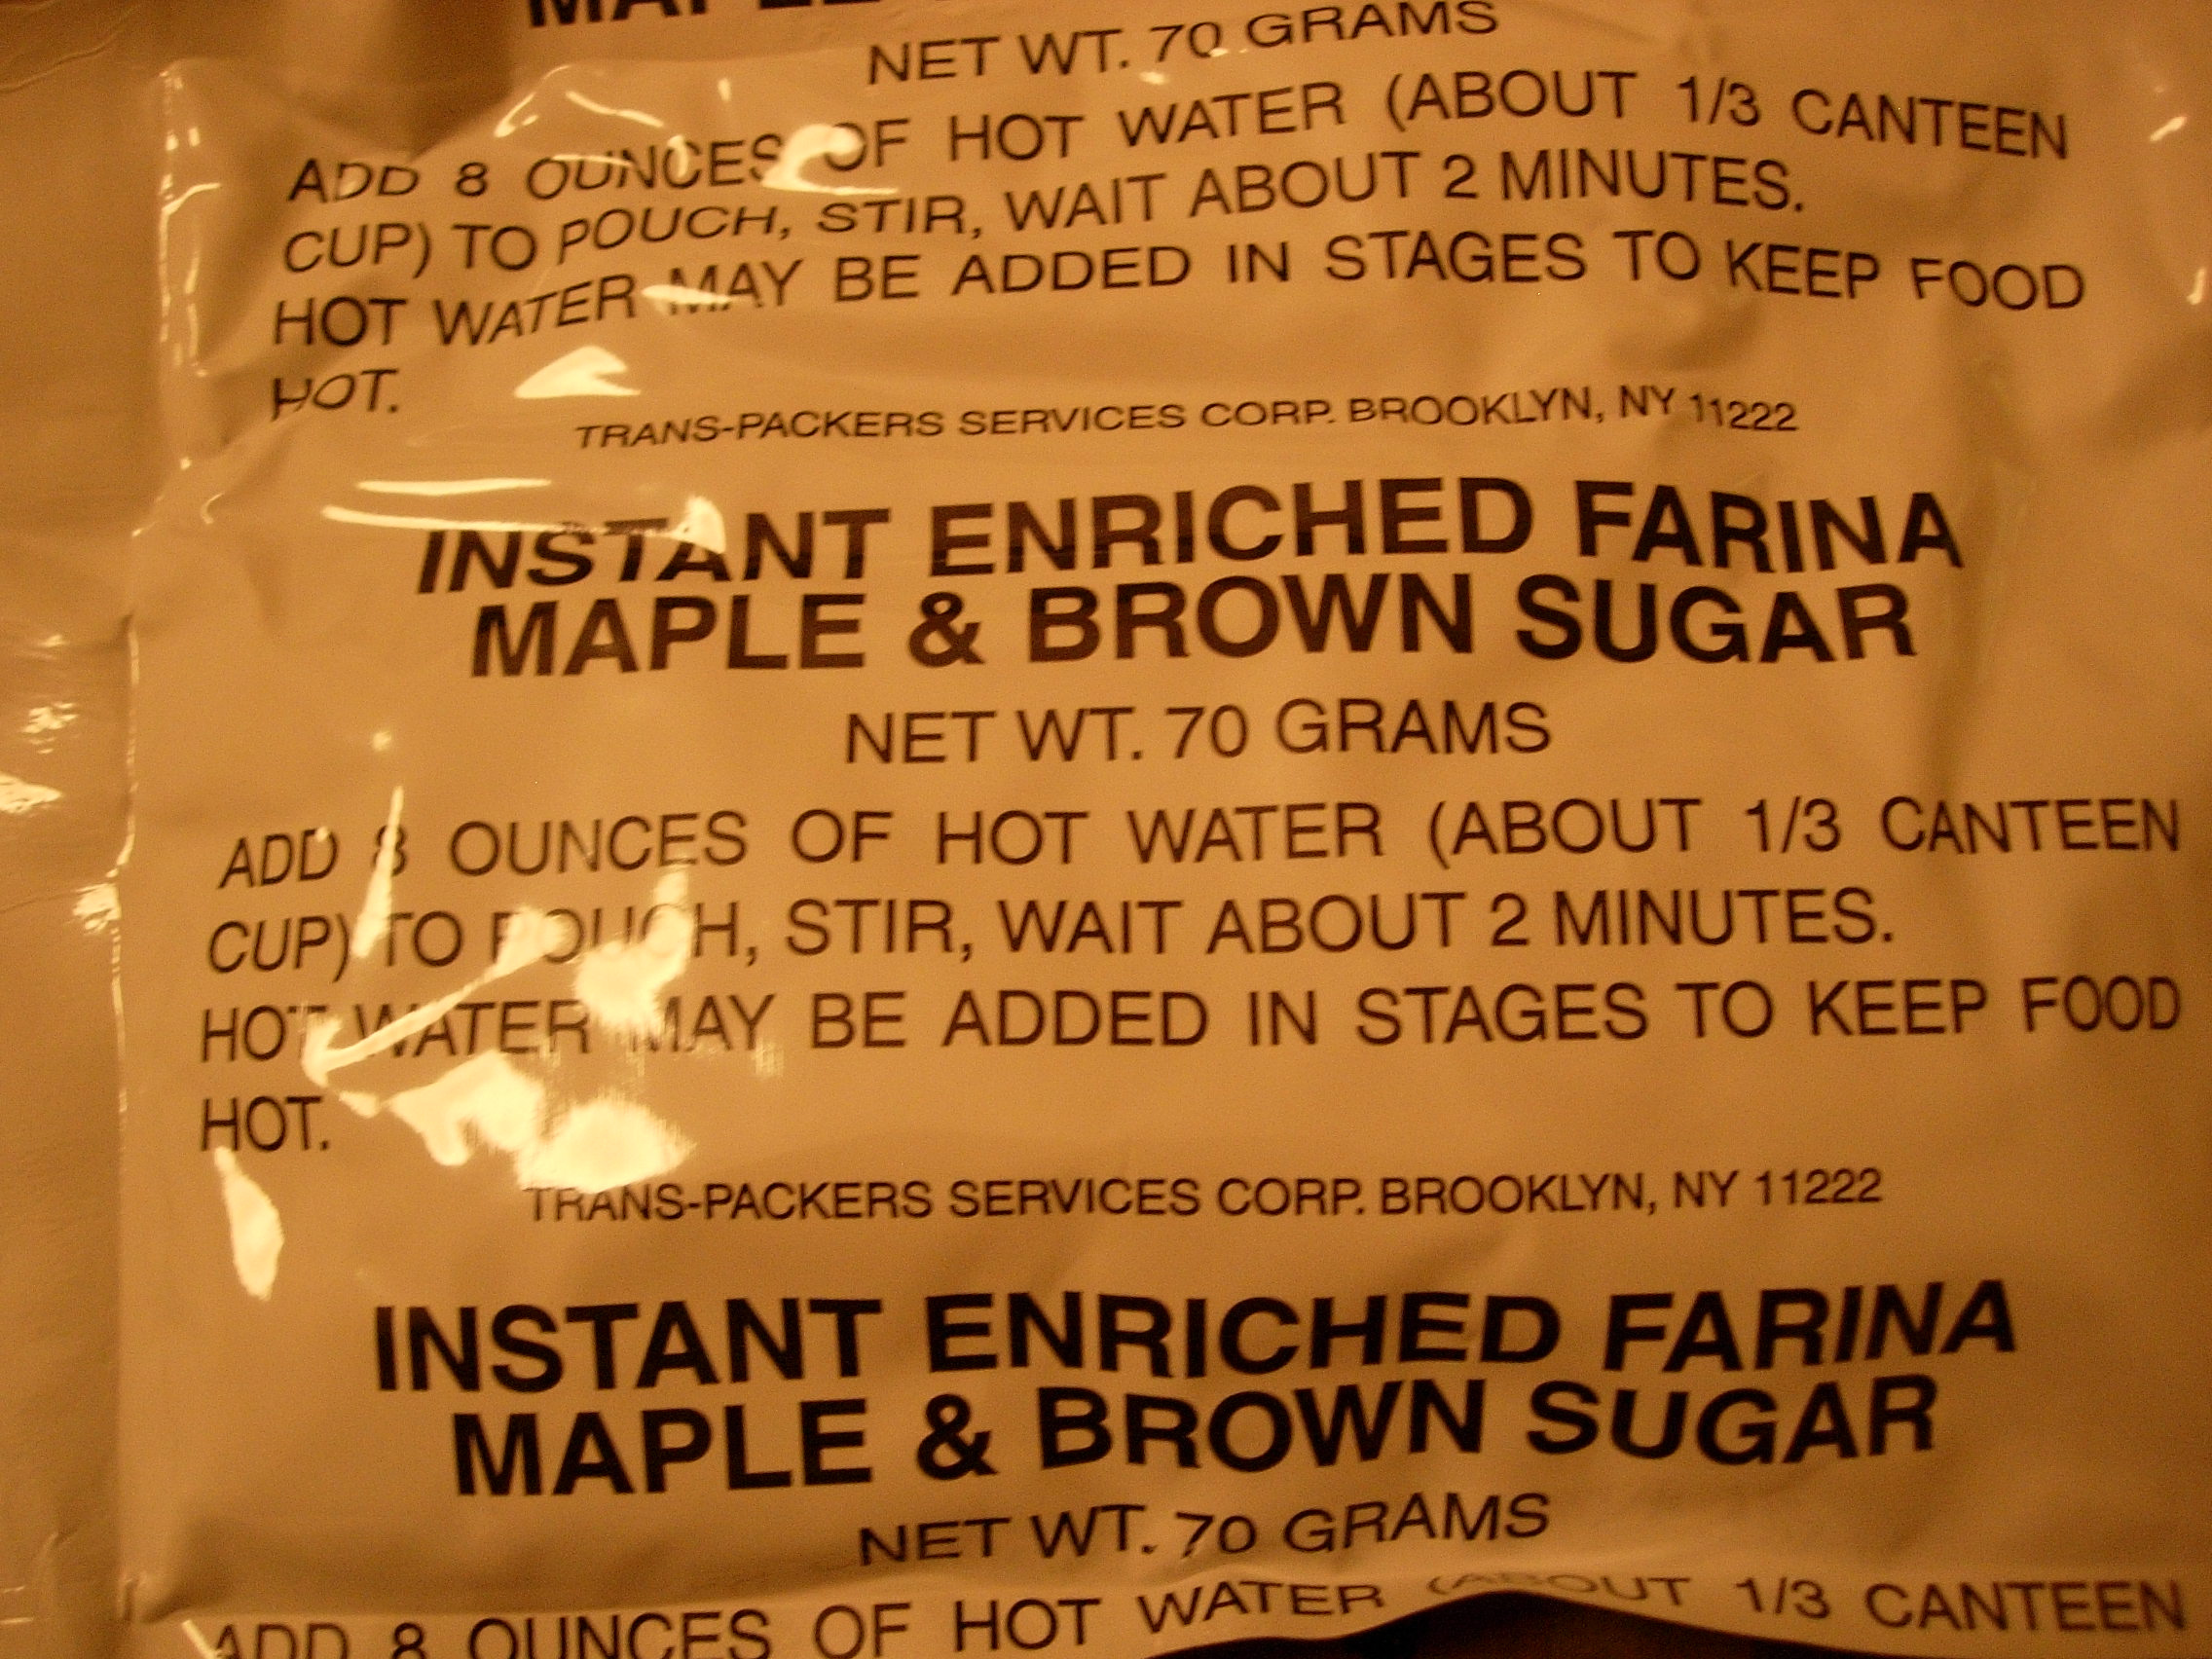 NET WT. 70 GRAMS
ADD 8 OUNCES OF HOT WATER (ABOUT 1/3 CANTEEN
CUP) TO POUCH, STIR, WAIT ABOUT 2 MINUTES.
HOT WATER MAY BE ADDED IN STAGES TO KEEP FOOD
HOT.
TRANS-PACKERS SERVICES CORP. BROOKLYN, NY 11222
INSTANT ENRICHED FARINA
MAPLE & BROWN SUGAR
NET WT. 70 GRAMS
ADD 8 OUNCES OF HOT WATER (ABOUT 1/3 CANTEEN
CUP) TO POUCH, STIR, WAIT ABOUT 2 MINUTES.
HOT WATER MAY BE ADDED IN STAGES TO KEEP FOOD
HOT.
TRANS-PACKERS SERVICES CORP. BROOKLYN, NY 11222
INSTANT ENRICHED FARINA
MAPLE & BROWN SUGAR
NET WT. 70 GRAMS
ADD 8 OUNCES OF HOT WATER (ABOUT 1/3 CANTEEN